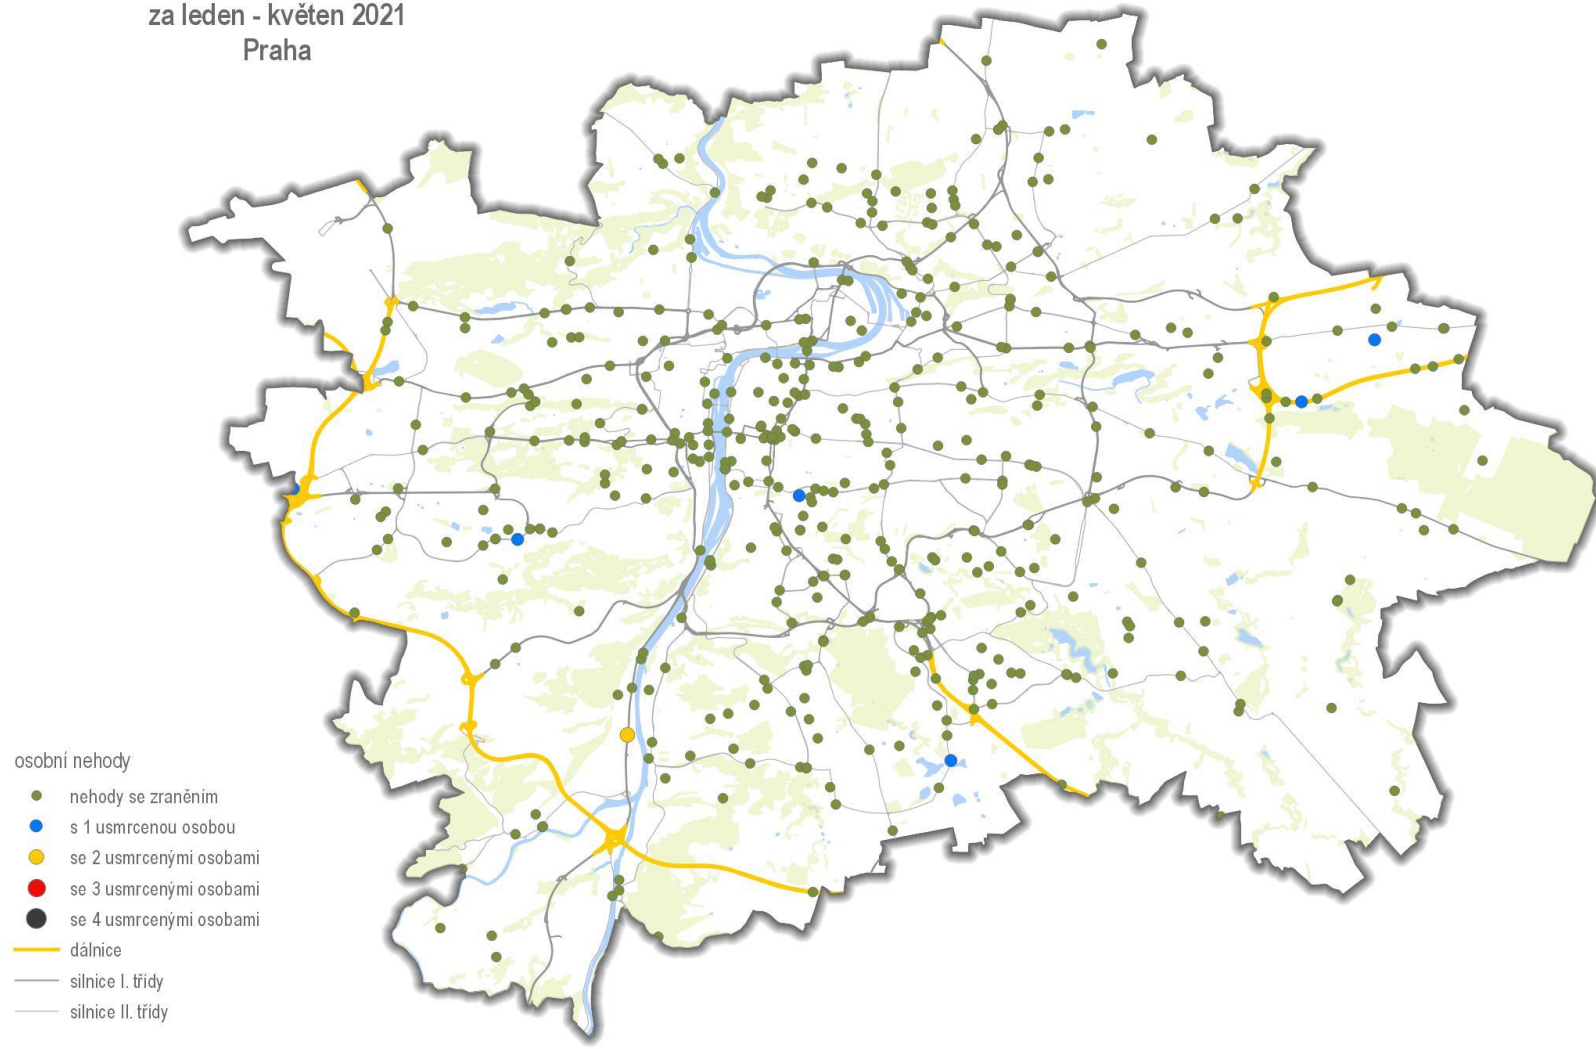 za leden - květen 2021
Praha
osobní nehody
nehody se zraněním
s 1 usmrcenou osobou
se 2 usmrcenými osobami
se 3 usmrcenými osobami
se 4 usmrcenými osobami
dálnice
silnice I. třídy
silnice II. třídy